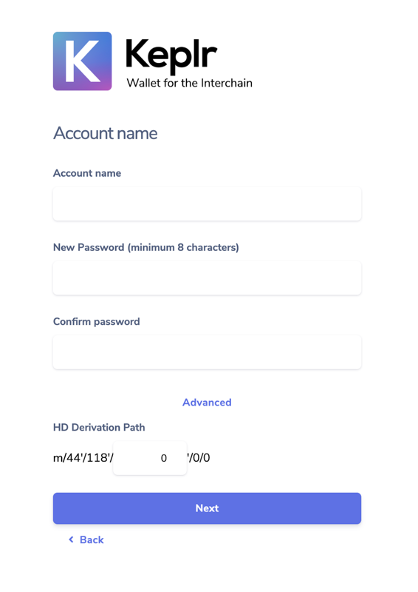 K Keplr
Wallet for the Interchain
Account name
Account name
New Password (minimum 8 characters)
Confirm password
Advanced
HD Derivation Path
m/44'/118'/ 0 '/0/0
Next
Back